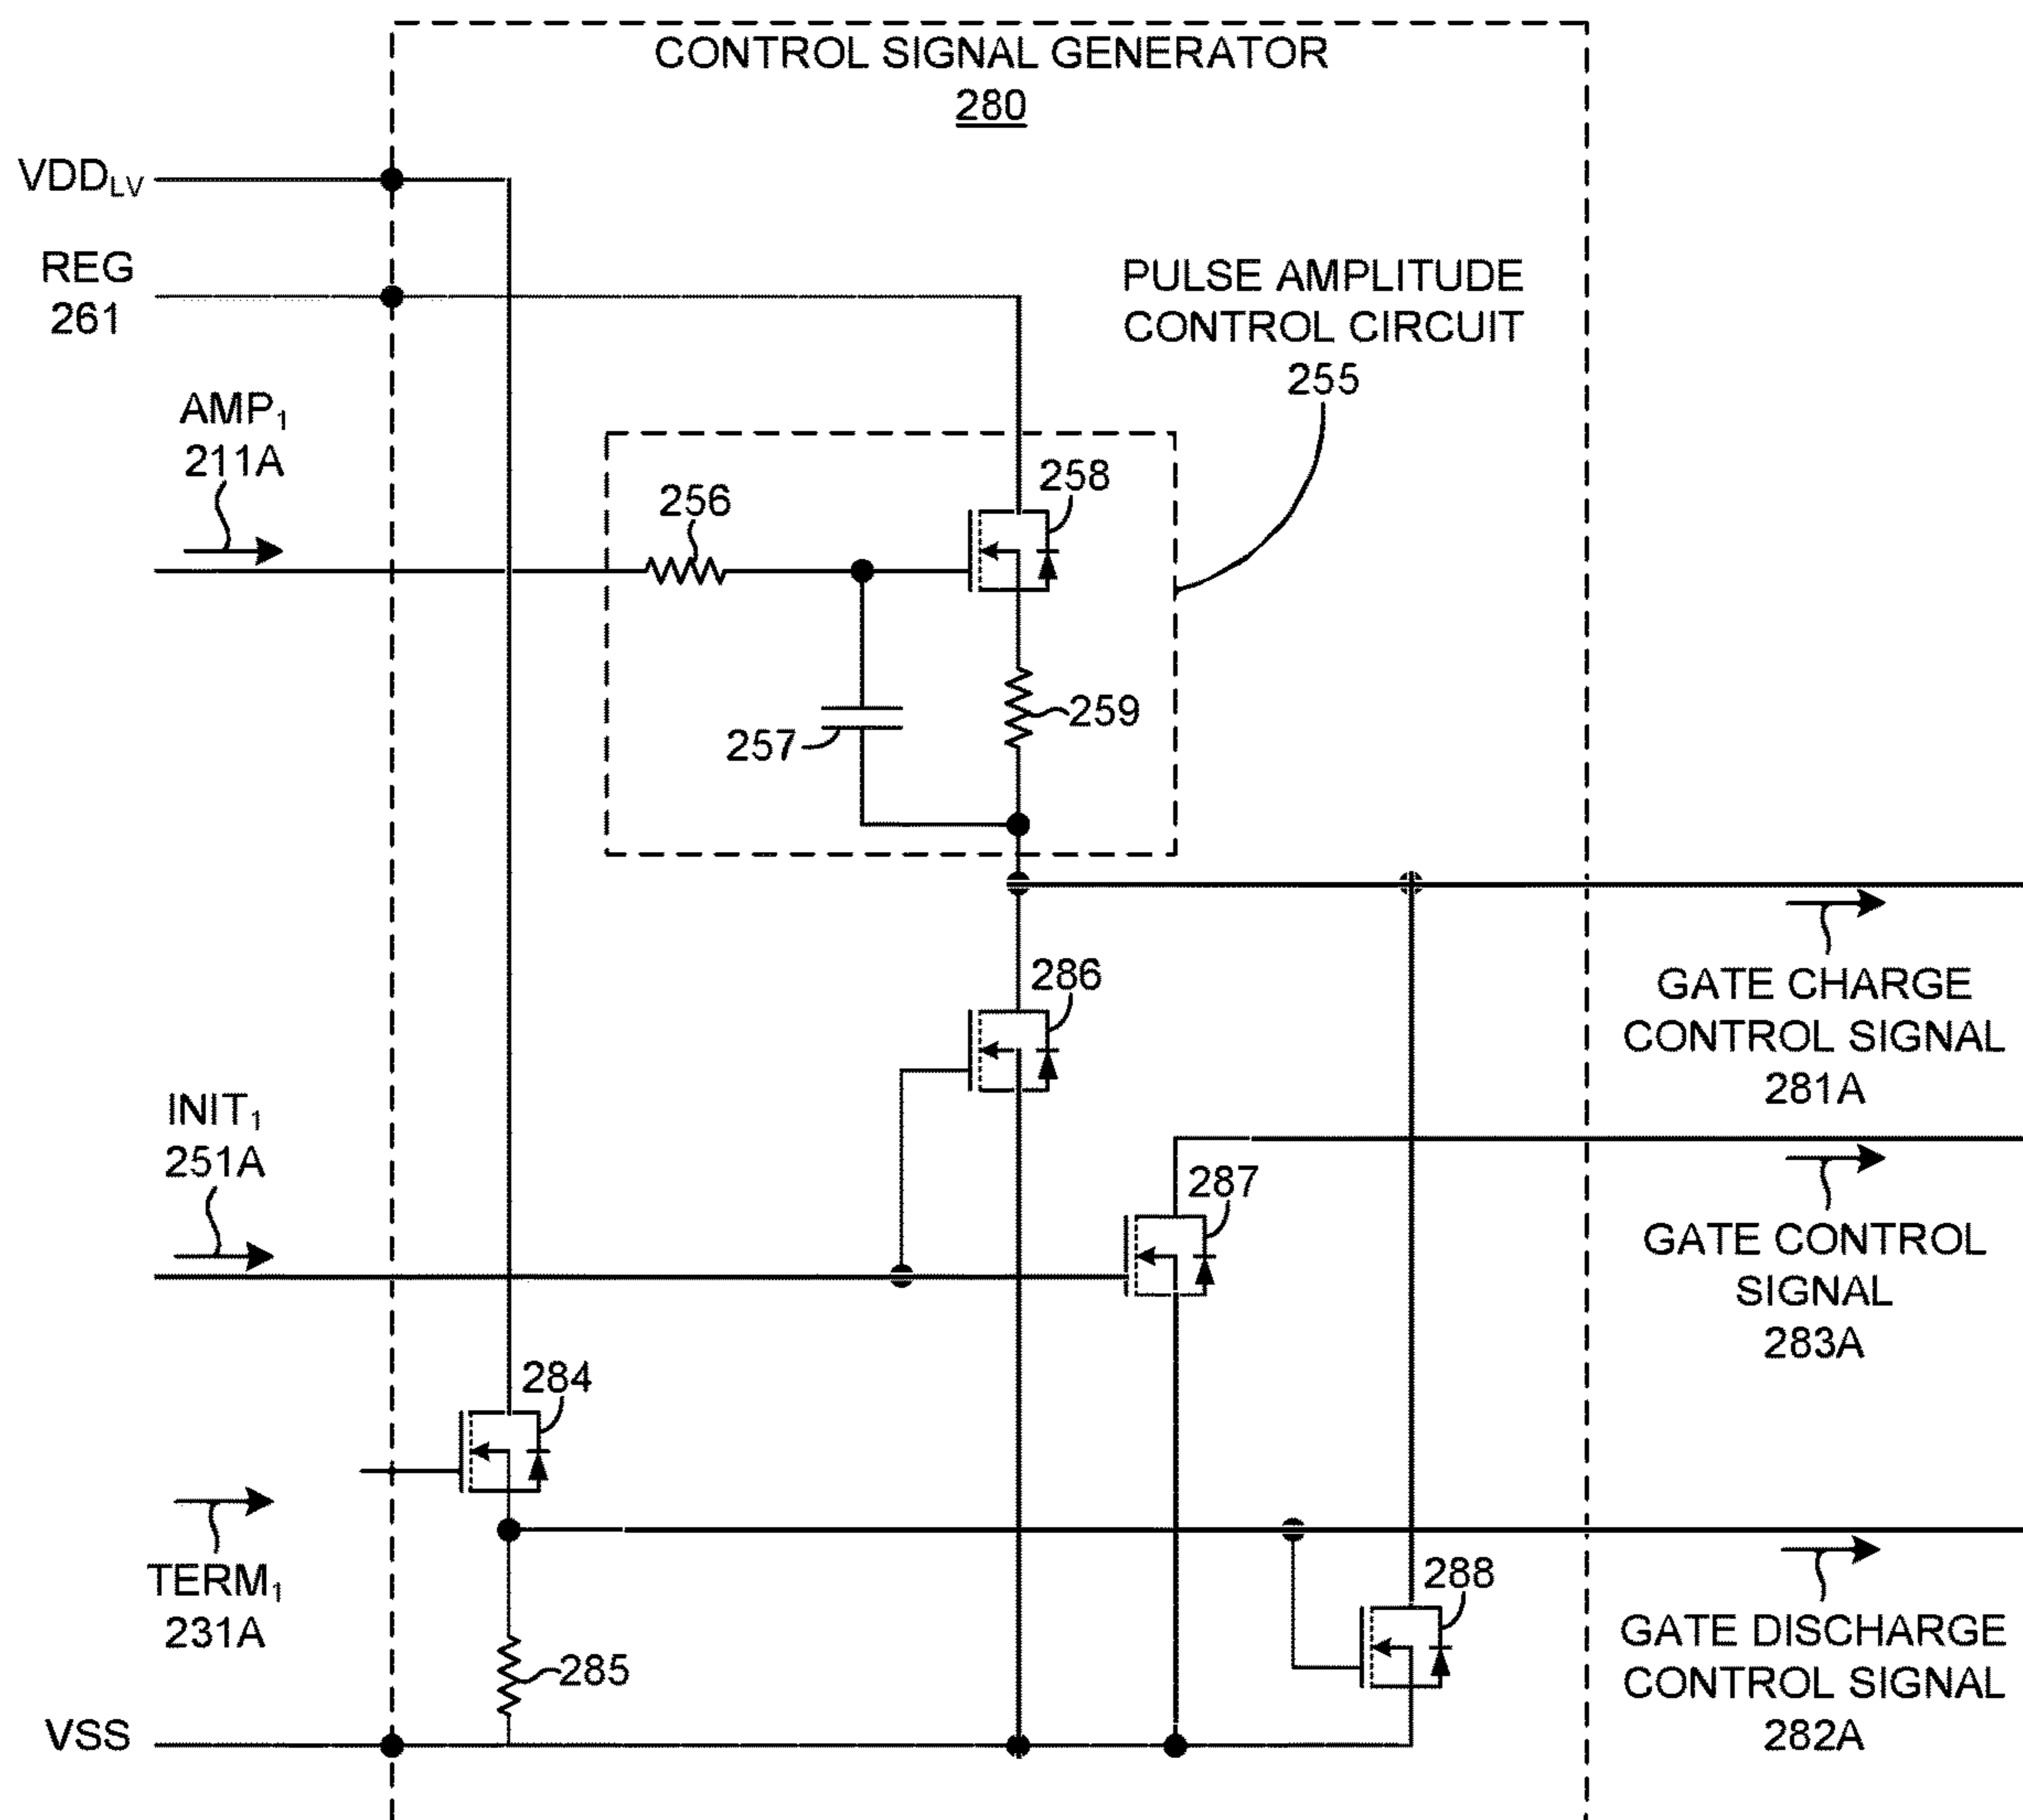 CONTROL SIGNAL GENERATOR
280
VDD_LV
REG
261
PULSE AMPLITUDE
CONTROL CIRCUIT
255
AMP₁
211A
256
258
257
259
286
GATE CHARGE
CONTROL SIGNAL
281A
INIT₁
251A
287
GATE CONTROL
SIGNAL
283A
284
TERM₁
231A
285
288
GATE DISCHARGE
CONTROL SIGNAL
282A
VSS